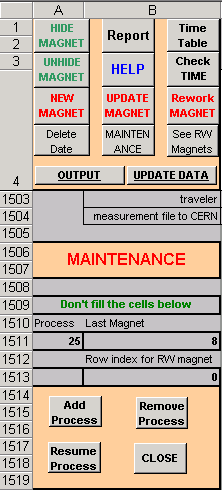 A B
1 HIDE MAGNET Report Time Table
2
3 UNHIDE MAGNET HELP Check TIME
NEW MAGNET UPDATE MAGNET Rework MAGNET
Delete Date MAINTEN ANCE See RW Magnets
4 OUTPUT UPDATE DATA
1503 traveler
1504 measurement file to CERN
1505
1506 MAINTENANCE
1507
1508
1509 Don't fill the cells below
1510 Process Last Magnet
1511 25 8
1512 Row index for RW magnet
1513 0
1514
1515 Add Process Remove Process
1516
1517 Resume Process CLOSE
1518
1519